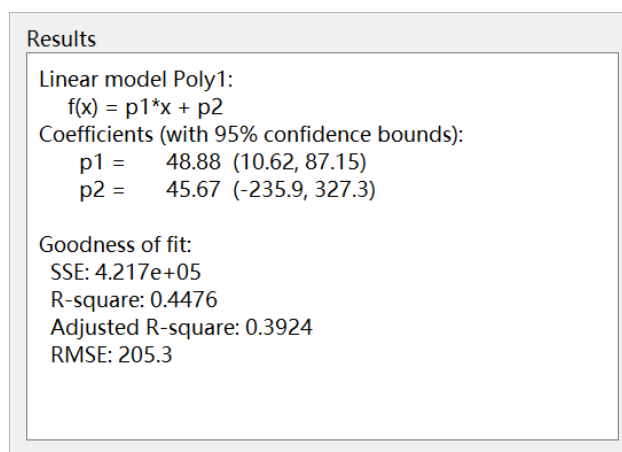 Results
Linear model Poly1:
f(x) = p1*x + p2
Coefficients (with 95% confidence bounds):
p1 = 48.88 (10.62, 87.15)
p2 = 45.67 (-235.9, 327.3)
Goodness of fit:
SSE: 4.217e+05
R-square: 0.4476
Adjusted R-square: 0.3924
RMSE: 205.3